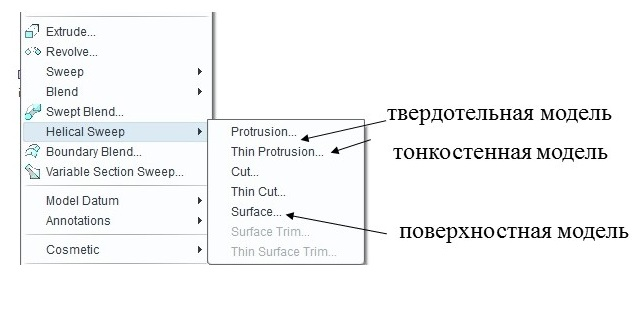 Extrude...
Revolve...
Sweep
Blend
Swept Blend...
Helical Sweep
Boundary Blend...
Variable Section Sweep...
Model Datum
Annotations
Cosmetic
Protrusion...
Thin Protrusion...
Cut...
Thin Cut...
Surface...
Surface Trim...
Thin Surface Trim...
твердотельная модель
тонкостенная модель
поверхностная модель